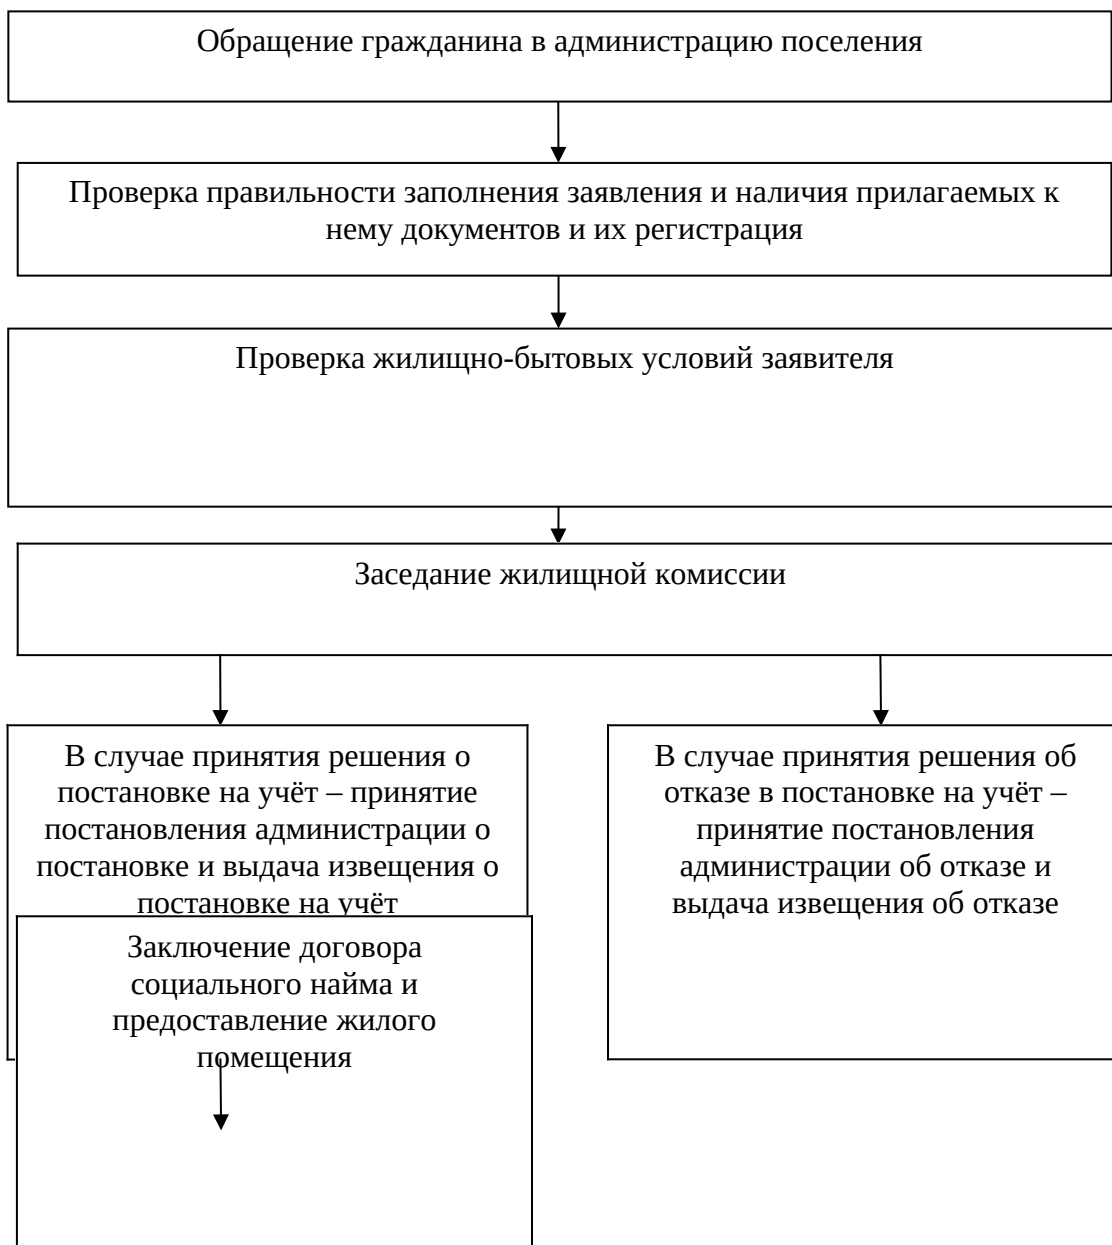 Обращение гражданина в администрацию поселения
Проверка правильности заполнения заявления и наличия прилагаемых к
нему документов и их регистрация
Проверка жилищно-бытовых условий заявителя
Заседание жилищной комиссии
В случае принятия решения о
постановке на учёт – принятие
постановления администрации о
постановке и выдача извещения о
постановке на учёт
В случае принятия решения об
отказе в постановке на учёт –
принятие постановления
администрации об отказе и
выдача извещения об отказе
Заключение договора
социального найма и
предоставление жилого
помещения